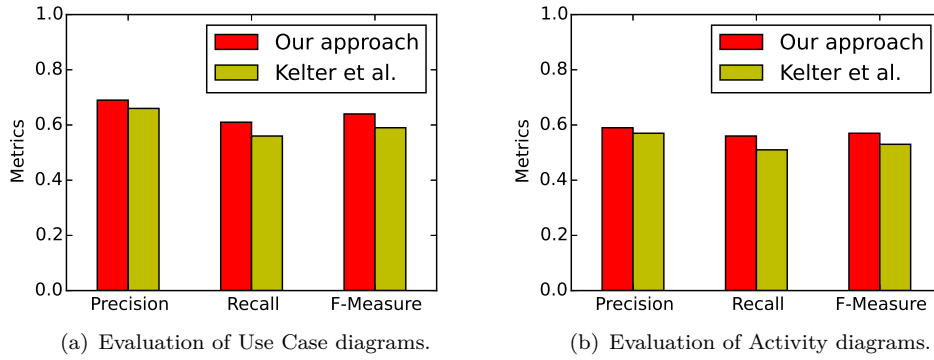 1.0
0.8
0.6
0.4
0.2
0.0
Metrics
Our approach
Kelter et al.
Precision Recall F-Measure
(a) Evaluation of Use Case diagrams.
1.0
0.8
0.6
0.4
0.2
0.0
Metrics
Our approach
Kelter et al.
Precision Recall F-Measure
(b) Evaluation of Activity diagrams.